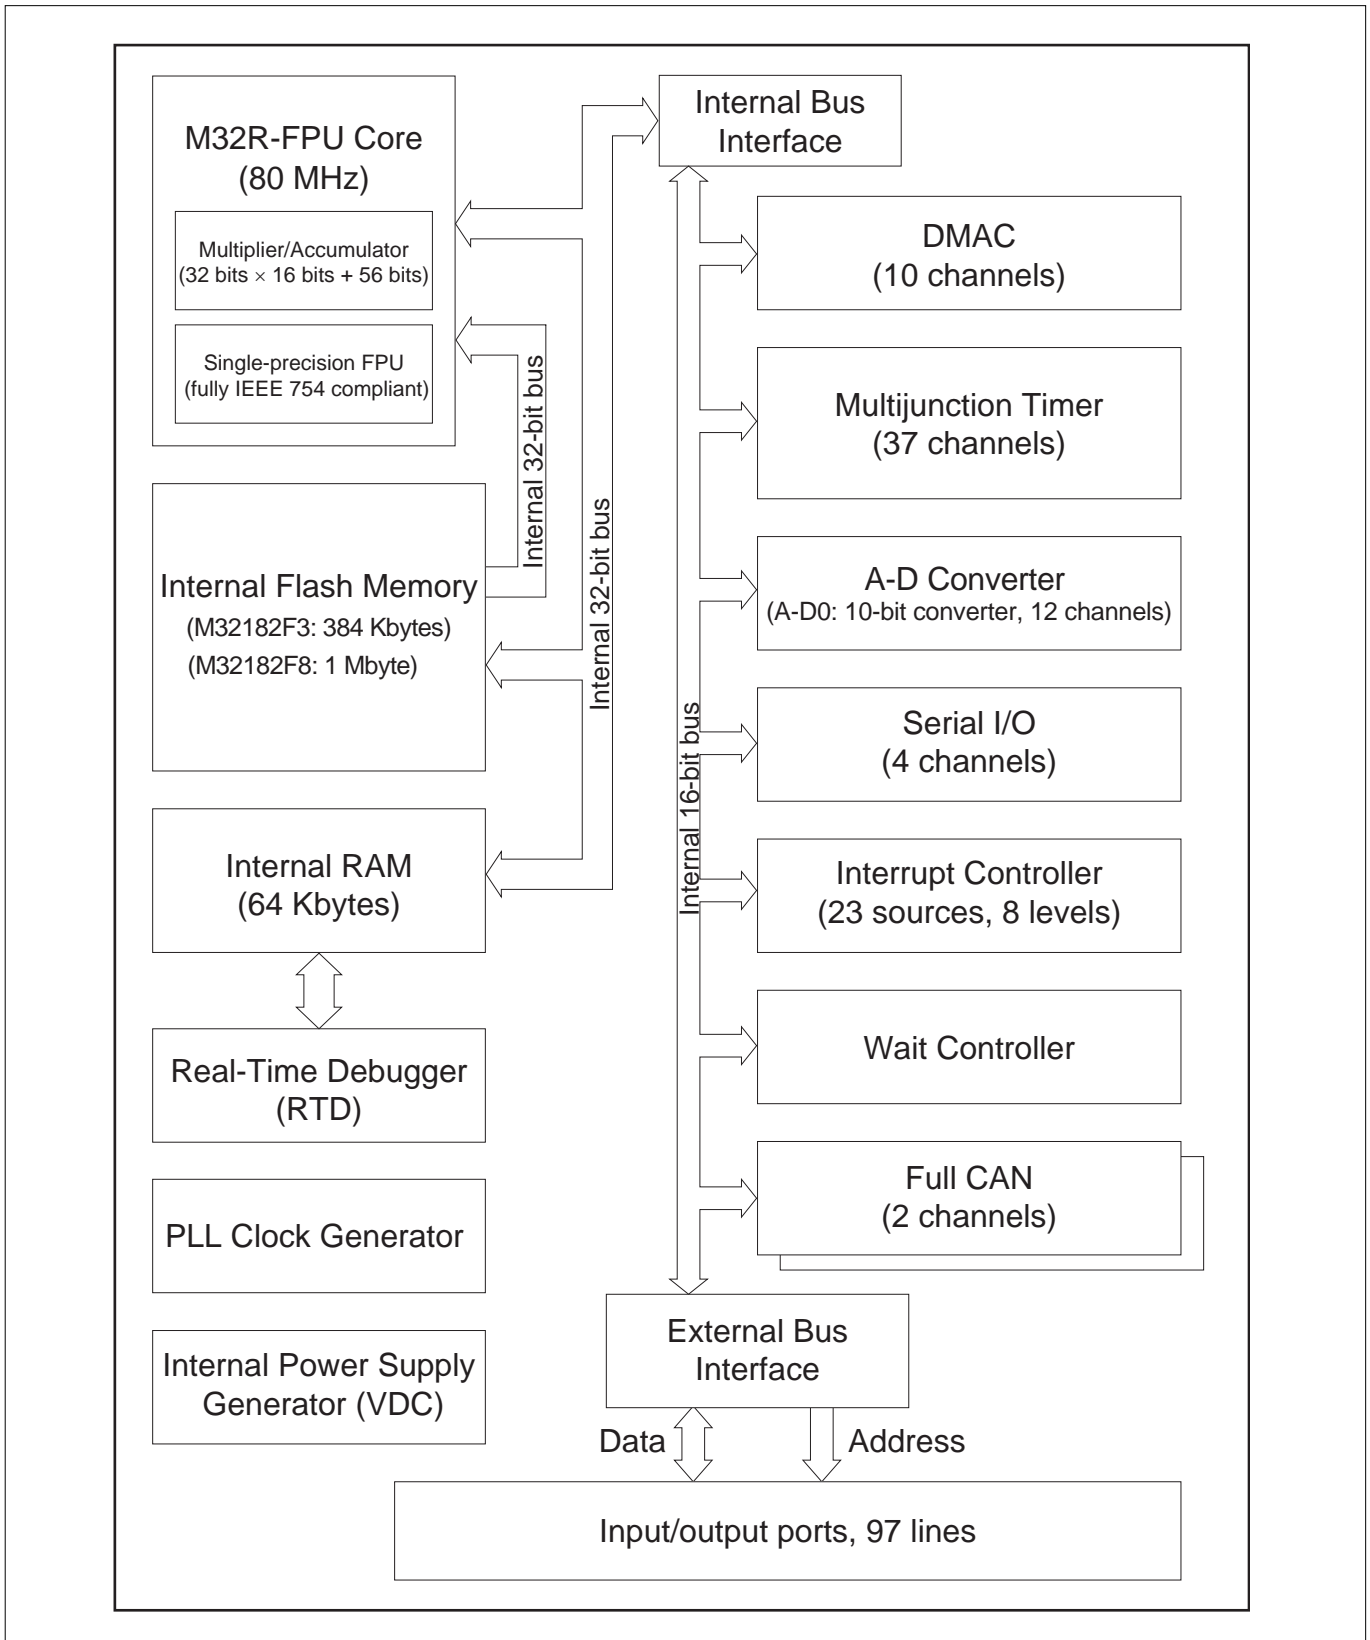 M32R-FPU Core
(80 MHz)
Multiplier/Accumulator
(32 bits × 16 bits + 56 bits)
Single-precision FPU
(fully IEEE 754 compliant)
Internal 32-bit bus
Internal Flash Memory
(M32182F3: 384 Kbytes)
(M32182F8: 1 Mbyte)
Internal 32-bit bus
Internal RAM
(64 Kbytes)
Real-Time Debugger
(RTD)
PLL Clock Generator
Internal Power Supply
Generator (VDC)
Internal Bus
Interface
Internal 16-bit bus
DMAC
(10 channels)
Multijunction Timer
(37 channels)
A-D Converter
(A-D0: 10-bit converter, 12 channels)
Serial I/O
(4 channels)
Interrupt Controller
(23 sources, 8 levels)
Wait Controller
Full CAN
(2 channels)
External Bus
Interface
Data
Address
Input/output ports, 97 lines